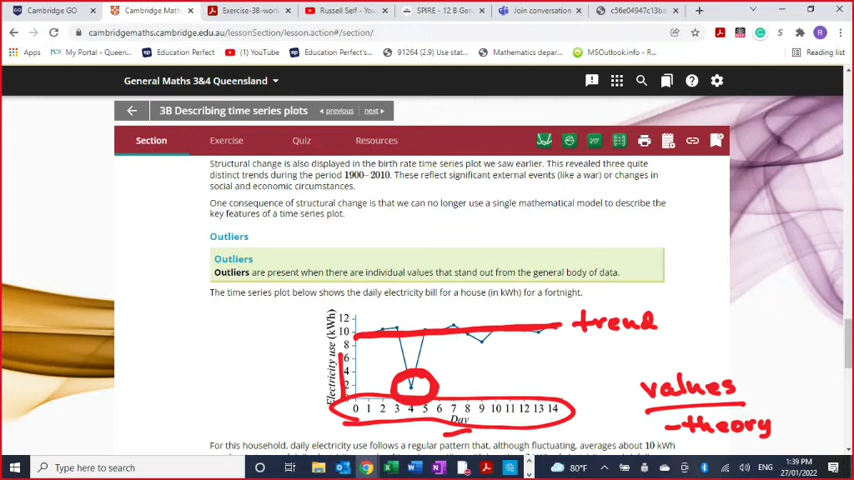 Cambridge GO
Cambridge Math
Exercise-3B-work
Russell Self - You
SPIRE - 12 B Gen
Join conversation
c56e04947c13ba
cambridgemaths.cambridge.edu.au/lessonSection/lesson.action#/section/
Apps
My Portal - Queen...
Education Perfect
(1) YouTube
Education Perfect's...
91264 (2.9) Use stat...
Mathematics depar...
MSOutlook.info - R...
Reading list
General Maths 3&4 Queensland
3B Describing time series plots
previous
next
Section
Exercise
Quiz
Resources
Structural change is also displayed in the birth rate time series plot we saw earlier. This revealed three quite
distinct trends during the period 1900–2010. These reflect significant external events (like a war) or changes in
social and economic circumstances.
One consequence of structural change is that we can no longer use a single mathematical model to describe the
key features of a time series plot.
Outliers
Outliers
Outliers are present when there are individual values that stand out from the general body of data.
The time series plot below shows the daily electricity bill for a house (in kWh) for a fortnight.
Electricity use (kWh)
12
10
8
6
4
2
0 1 2 3 4 5 6 7 8 9 10 11 12 13 14
Day
trend
values
-theory
For this household, daily electricity use follows a regular pattern that, although fluctuating, averages about 10 kWh
Type here to search
80°F
ENG
1:39 PM
27/01/2022